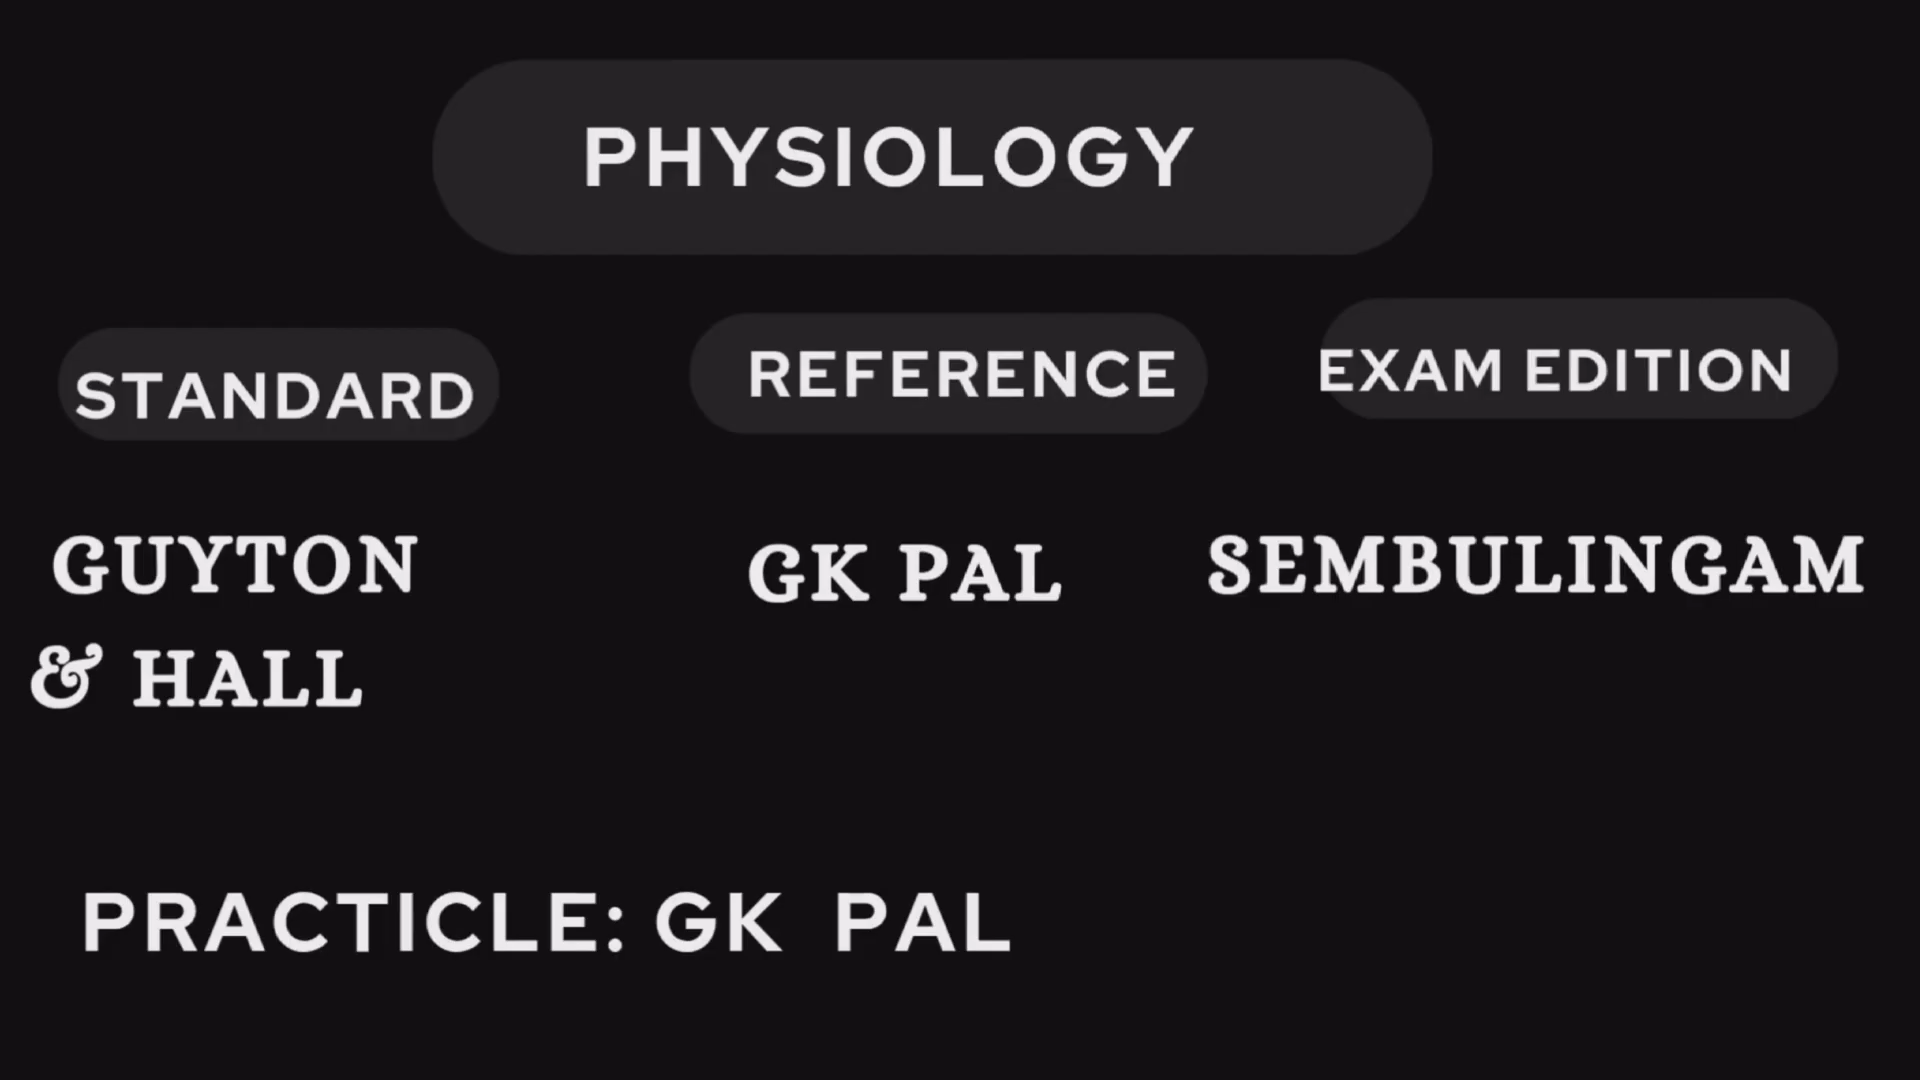 PHYSIOLOGY
STANDARD
REFERENCE
EXAM EDITION
GUYTON
& HALL
GK PAL
SEMBULINGAM
PRACTICLE: GK PAL